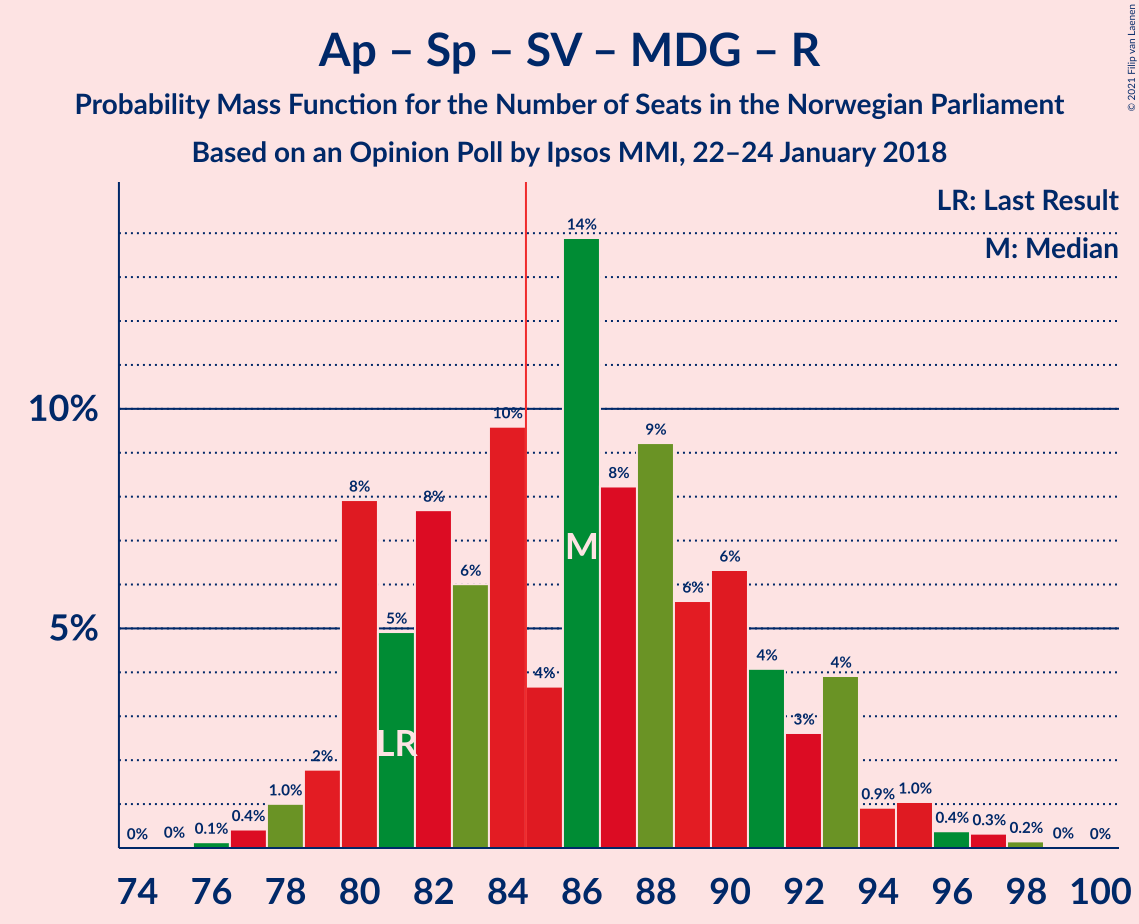 © 2021 Filip van Laenen
Ap – Sp – SV – MDG – R
Probability Mass Function for the Number of Seats in the Norwegian Parliament
Based on an Opinion Poll by Ipsos MMI, 22–24 January 2018
LR: Last Result
M: Median
10%
5%
0% 0% 0.1% 0.4% 1.0% 2% 8% 5% 8% 6% 10% 4% 14% 8% 9% 6% 6% 4% 3% 4% 0.9% 1.0% 0.4% 0.3% 0.2% 0% 0%
M
LR
74 76 78 80 82 84 86 88 90 92 94 96 98 100